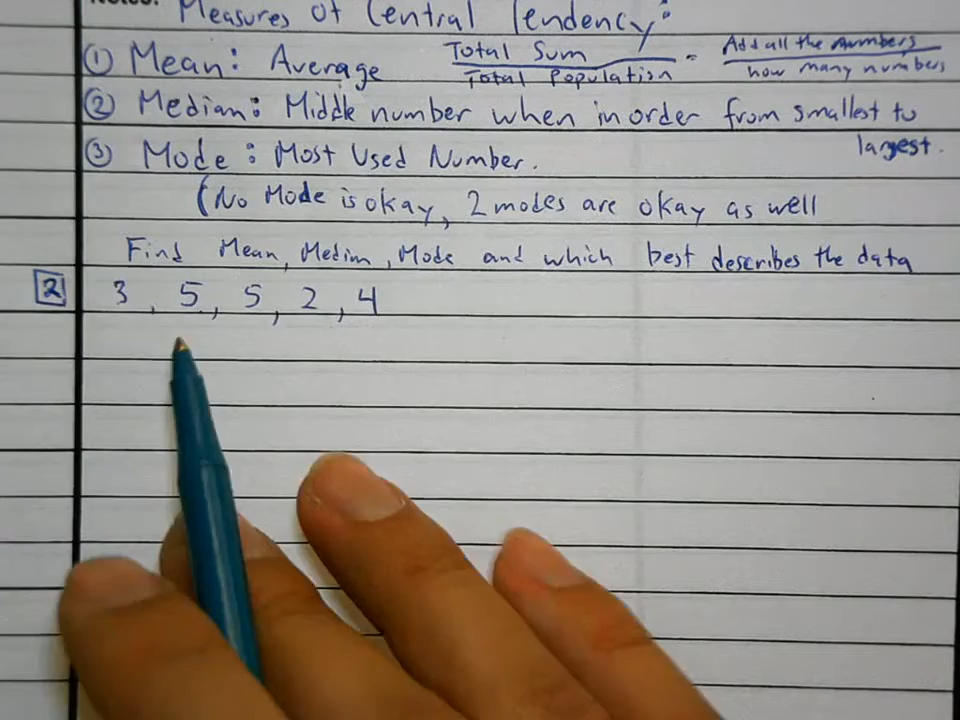 Notes: Measures of Central Tendency:
① Mean: Average Total Sum / Total Population = Add all the numbers / how many numbers
② Median: Middle number when in order from smallest to largest.
③ Mode: Most Used Number.
(No Mode is okay, 2 modes are okay as well
Find Mean, Medim, Mode and which best describes the data
2 3, 5, 5, 2, 4